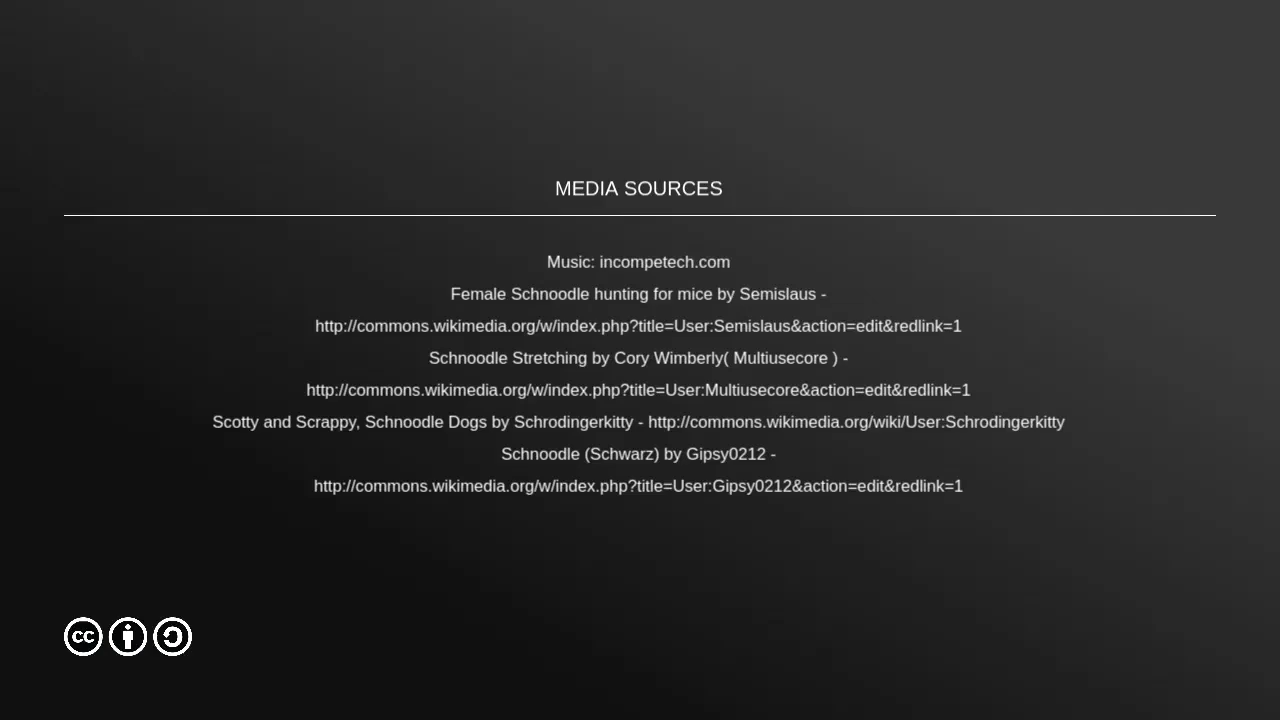 MEDIA SOURCES
Music: incompetech.com
Female Schnoodle hunting for mice by Semislaus -
http://commons.wikimedia.org/w/index.php?title=User:Semislaus&action=edit&redlink=1
Schnoodle Stretching by Cory Wimberly( Multiusecore ) -
http://commons.wikimedia.org/w/index.php?title=User:Multiusecore&action=edit&redlink=1
Scotty and Scrappy, Schnoodle Dogs by Schrodingerkitty - http://commons.wikimedia.org/wiki/User:Schrodingerkitty
Schnoodle (Schwarz) by Gipsy0212 -
http://commons.wikimedia.org/w/index.php?title=User:Gipsy0212&action=edit&redlink=1
cc